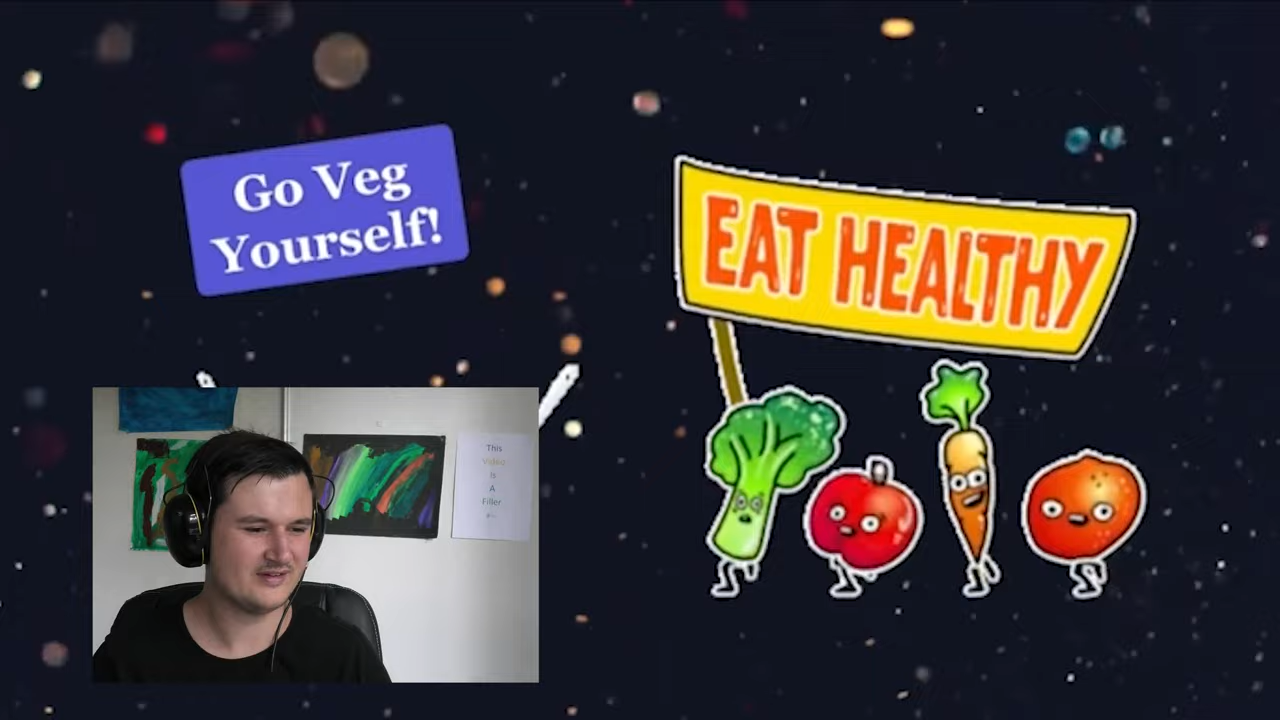 Go Veg
Yourself!
EAT HEALTHY
This
Video
Is
A
Filler